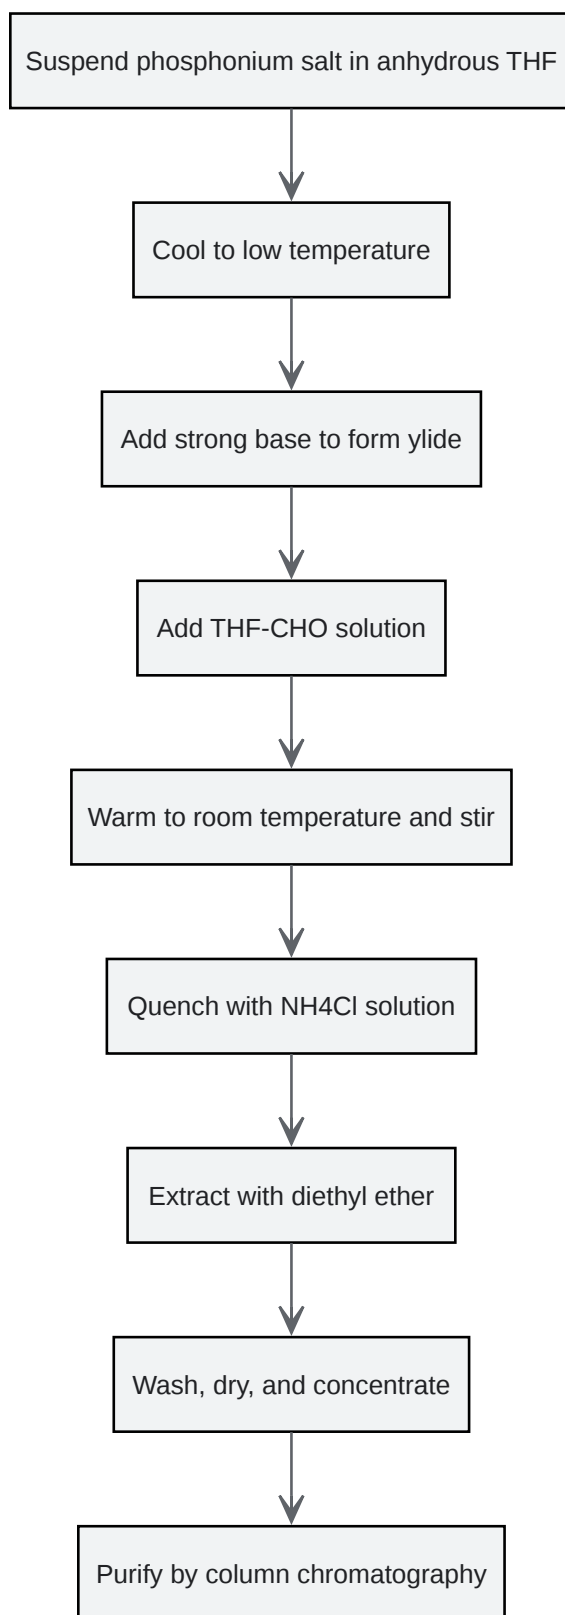 Suspend phosphonium salt in anhydrous THF
Cool to low temperature
Add strong base to form ylide
Add THF-CHO solution
Warm to room temperature and stir
Quench with NH4Cl solution
Extract with diethyl ether
Wash, dry, and concentrate
Purify by column chromatography